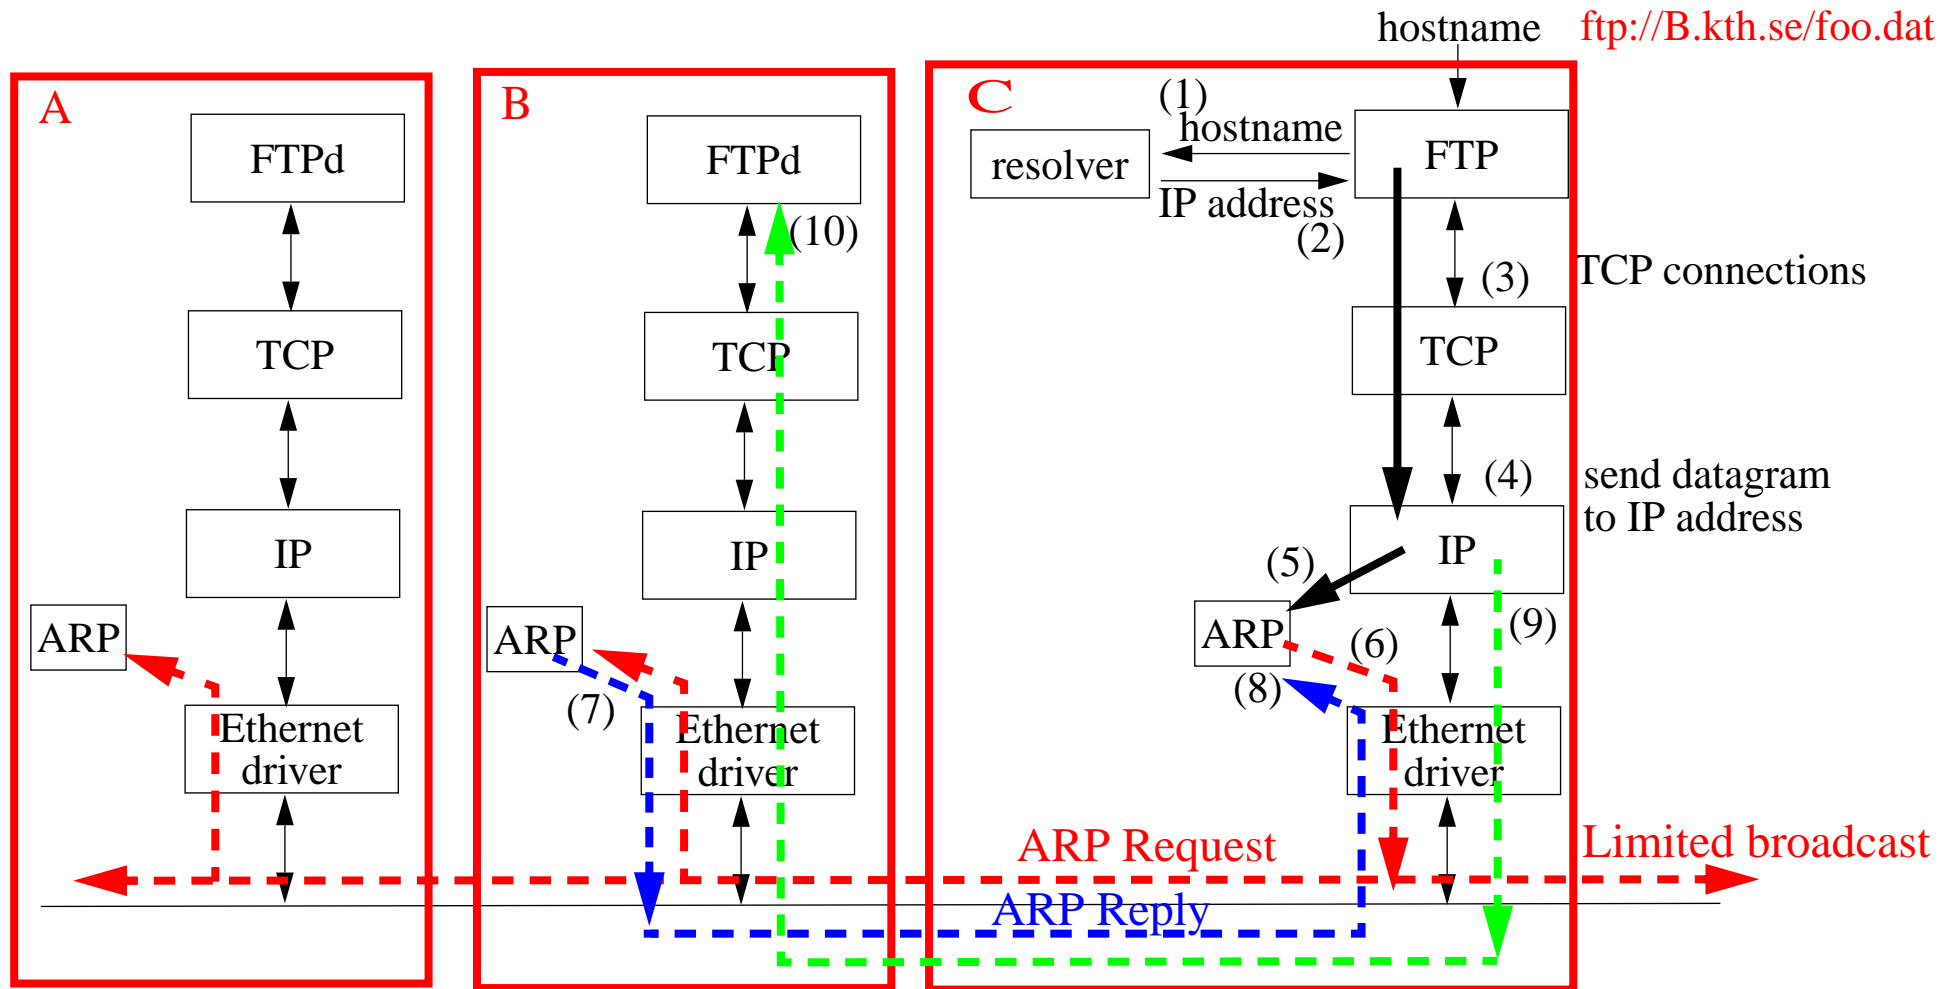 hostname
ftp://B.kth.se/foo.dat
A
FTPd
TCP
IP
ARP
Ethernet
driver
B
FTPd
(10)
TCP
IP
ARP
(7)
Ethernet
driver
C
(1)
hostname
resolver
FTP
IP address
(2)
(3)
TCP connections
TCP
(4)
send datagram
to IP address
IP
(5)
ARP
(6)
(9)
(8)
Ethernet
driver
ARP Request
Limited broadcast
ARP Reply